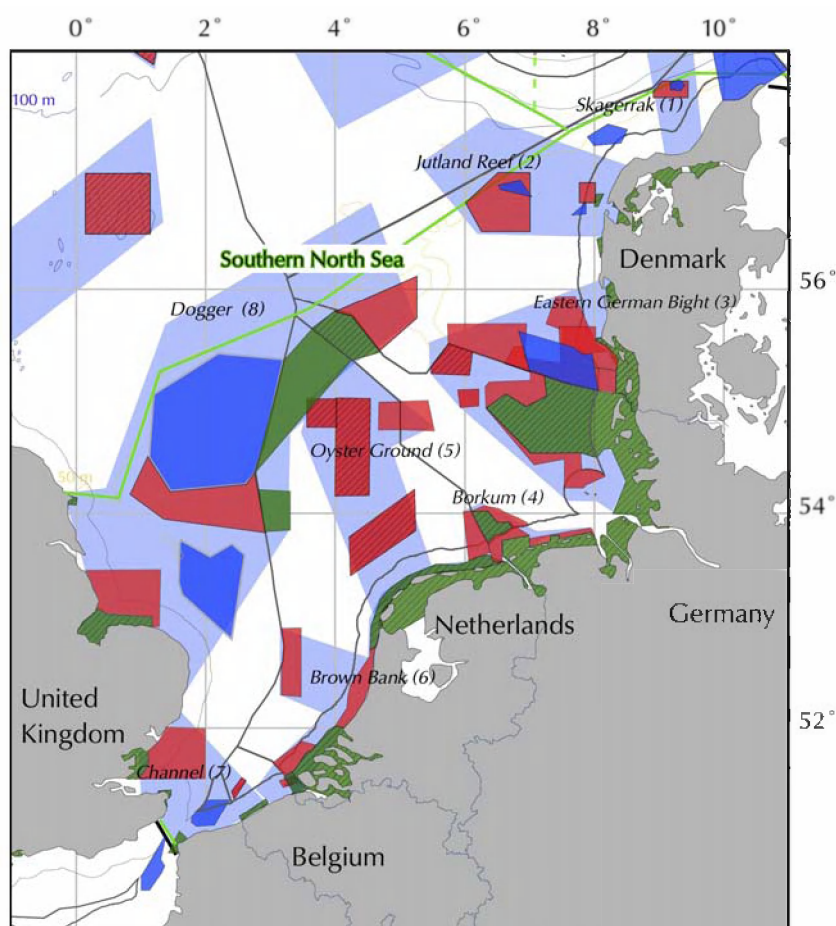 0° 2° 4° 6° 8° 10°
100 m
Skagerrak (1)
Jutland Reef (2)
Southern North Sea
Denmark
56°
Dogger (8)
Eastern German Bight (3)
Oyster Ground (5)
50 m
Borkum (4)
54°
Germany
Netherlands
Brown Bank (6)
United
Kingdom
52°
Channel (7)
Belgium